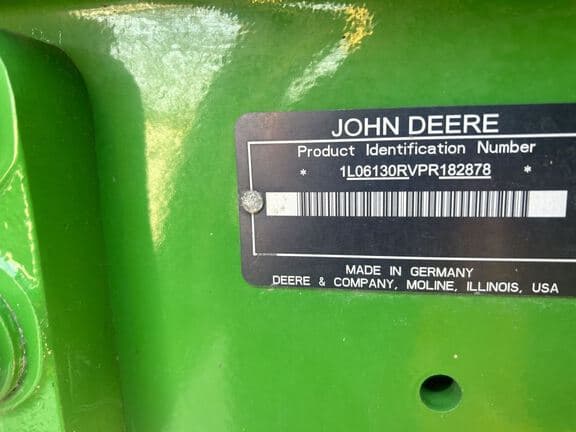 JOHN DEERE
Product Identification Number
* 1L06130RVPR182878 *
MADE IN GERMANY
DEERE & COMPANY, MOLINE, ILLINOIS, USA